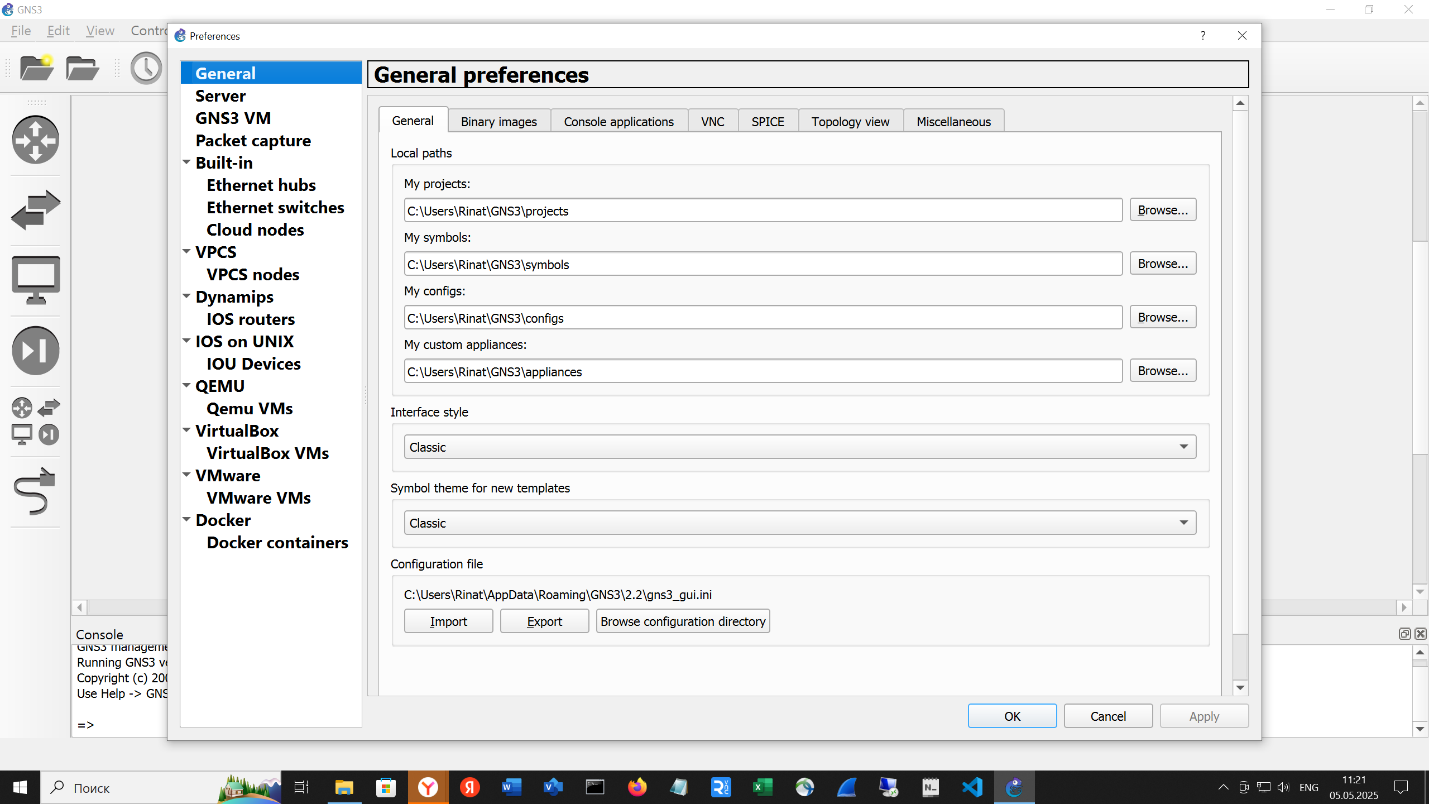 GNS3
File Edit View Contro
Preferences
?
General
Server
GNS3 VM
Packet capture
Built-in
Ethernet hubs
Ethernet switches
Cloud nodes
VPCS
VPCS nodes
Dynamips
IOS routers
IOS on UNIX
IOU Devices
QEMU
Qemu VMs
VirtualBox
VirtualBox VMs
VMware
VMware VMs
Docker
Docker containers
General preferences
General Binary images Console applications VNC SPICE Topology view Miscellaneous
Local paths
My projects:
C:\Users\Rinat\GNS3\projects Browse...
My symbols:
C:\Users\Rinat\GNS3\symbols Browse...
My configs:
C:\Users\Rinat\GNS3\configs Browse...
My custom appliances:
C:\Users\Rinat\GNS3\appliances Browse...
Interface style
Classic
Symbol theme for new templates
Classic
Configuration file
C:\Users\Rinat\AppData\Roaming\GNS3\2.2\gns3_gui.ini
Import Export Browse configuration directory
OK Cancel Apply
Console
GNS3 manageme
Running GNS3 ve
Copyright (c) 200
Use Help -> GNS
=>
Поиск
ENG
11:21
05.05.2025